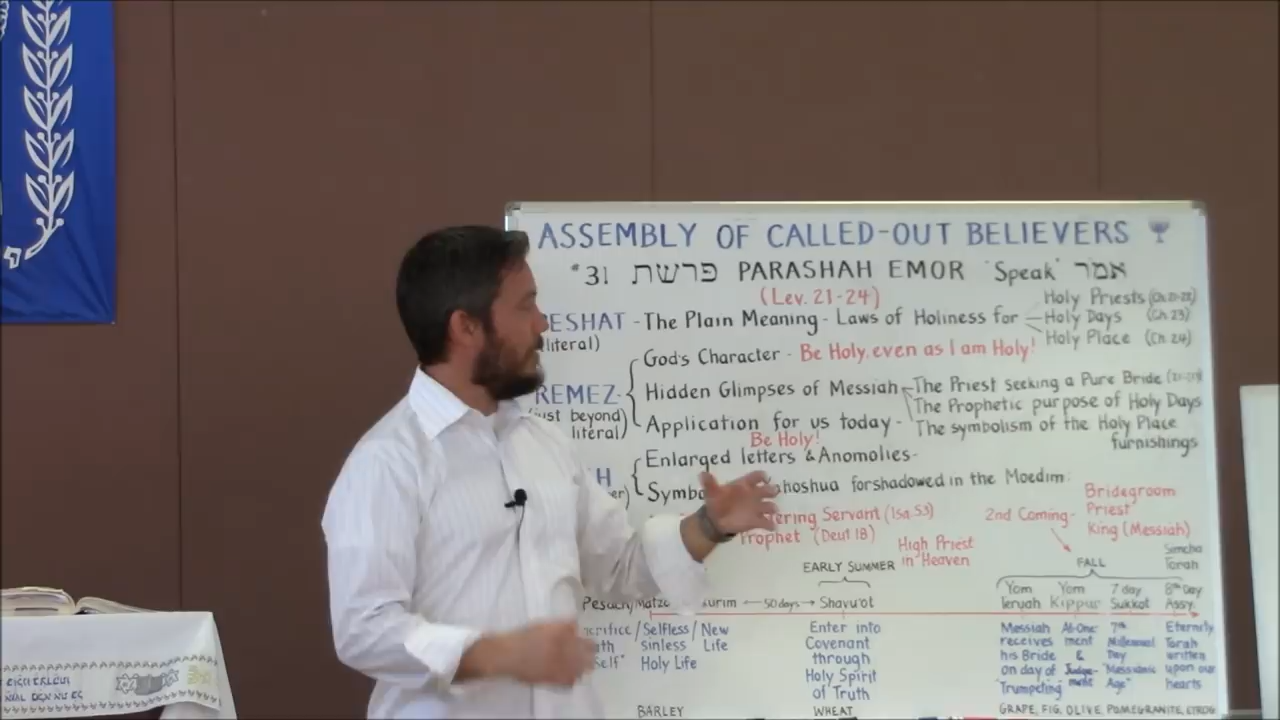 ASSEMBLY OF CALLED-OUT BELIEVERS
#31 פרשת PARASHAH EMOR "Speak" אמר
(Lev. 21-24)
ESHAT - The Plain Meaning - Laws of Holiness for
literal)
Holy Priests (Ch. 21-22)
Holy Days (Ch. 23)
Holy Place (Ch. 24)
God's Character - Be Holy, even as I am Holy!
REMEZ - Hidden Glimpses of Messiah
(just beyond literal)
The Priest seeking a Pure Bride
The Prophetic purpose of Holy Days
The symbolism of the Holy Place furnishings
Application for us today -
Be Holy!
H
Enlarged letters & Anomolies -
Symbo hoshua forshadowed in the Moedim:
ering Servant (Isa. 53)
Prophet (Deut 18)
High Priest
in Heaven
2nd Coming -
Bridegroom
Priest
King (Messiah)
EARLY SUMMER
FALL
Simcha
Torah
Pesach/Matzo urim ← 50 days → Shavu'ot
Yom Teruah
Yom Kippur
7 day Sukkot
8th Day Assy.
crifice / Selfless / New
ath sinless Life
self" Holy Life
Enter into
Covenant
through
Holy Spirit
of Truth
Messiah
receives
his Bride
on day of
"Trumpeting"
At-One-
ment
&
Judge-
ment
7th
Millennial
Day
"Messianic
Age"
Eternity
Torah
written
upon our
hearts
BARLEY
WHEAT
GRAPE, FIG, OLIVE, POMEGRANITE, ETROG